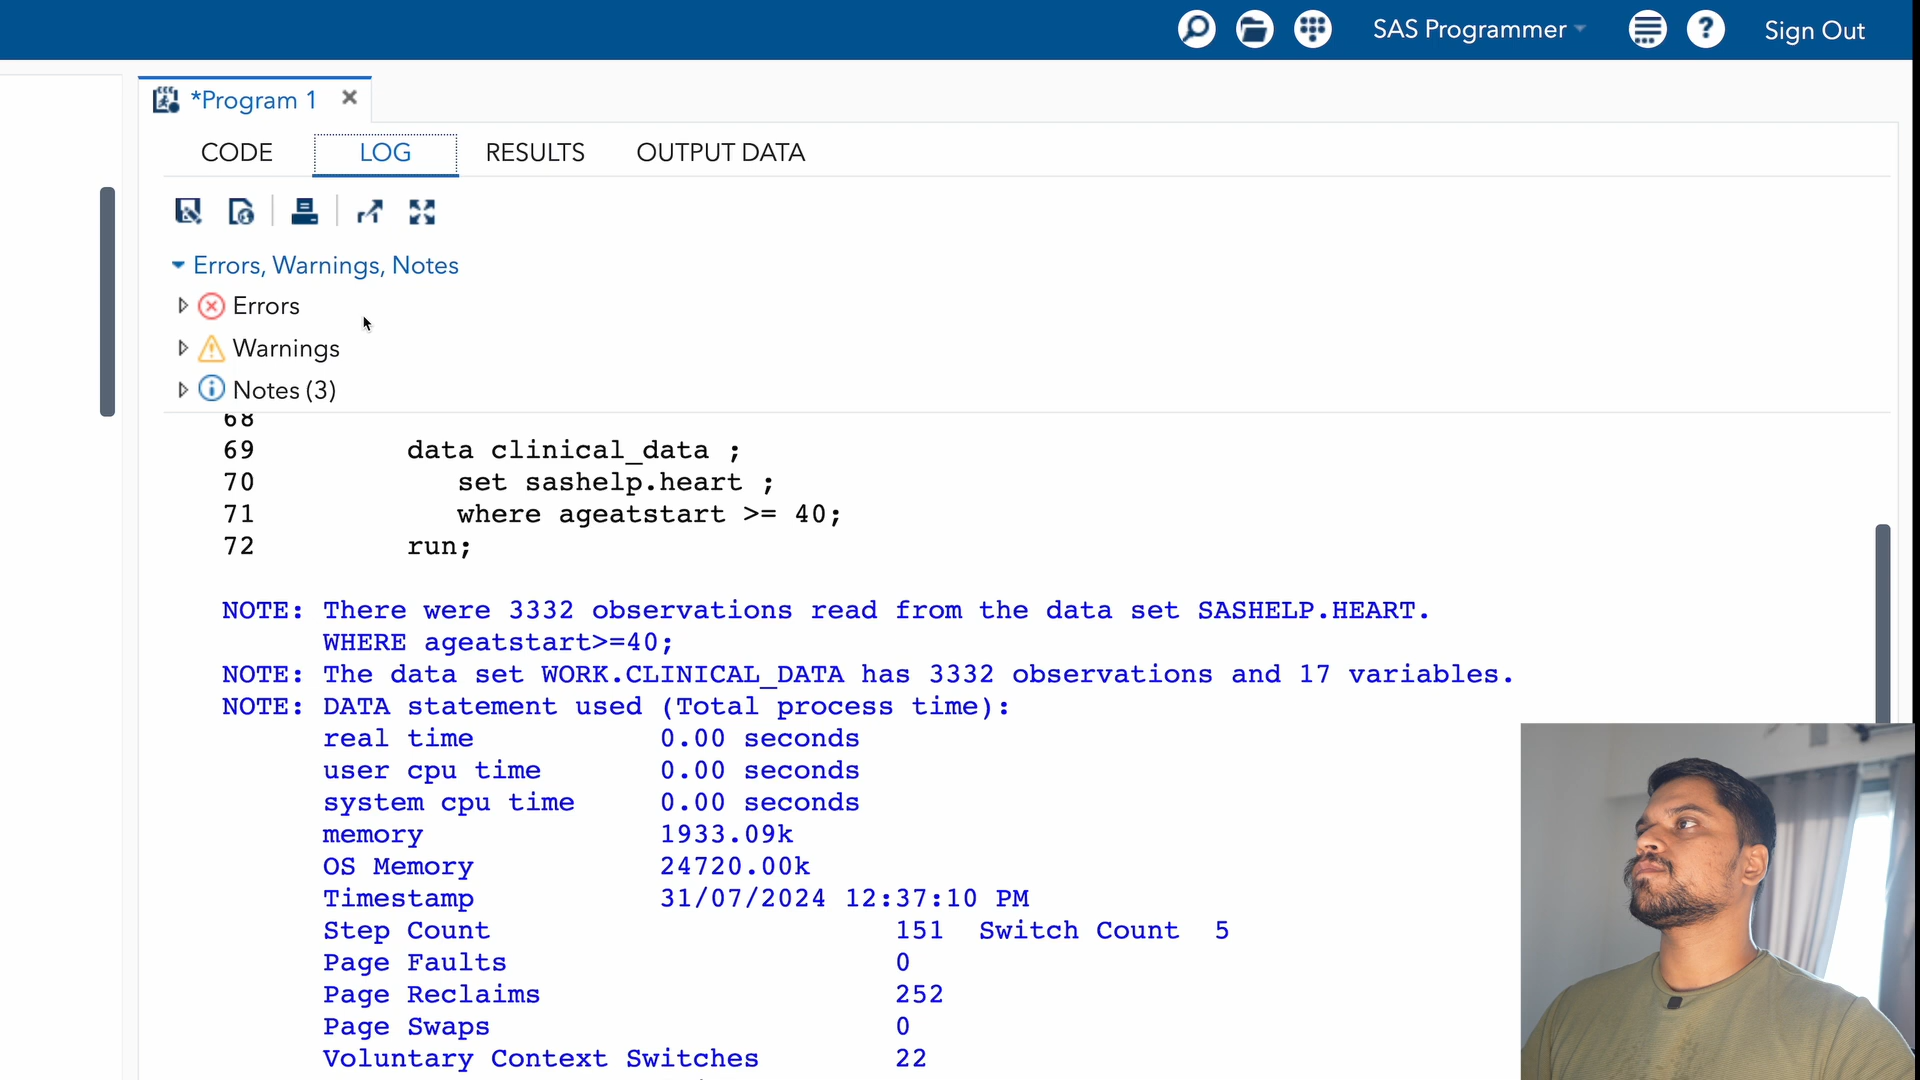 SAS Programmer
Sign Out
*Program 1
CODE LOG RESULTS OUTPUT DATA
Errors, Warnings, Notes
Errors
Warnings
Notes (3)
68
69 data clinical_data ;
70 set sashelp.heart ;
71 where ageatstart >= 40;
72 run;
NOTE: There were 3332 observations read from the data set SASHELP.HEART.
WHERE ageatstart>=40;
NOTE: The data set WORK.CLINICAL_DATA has 3332 observations and 17 variables.
NOTE: DATA statement used (Total process time):
real time 0.00 seconds
user cpu time 0.00 seconds
system cpu time 0.00 seconds
memory 1933.09k
OS Memory 24720.00k
Timestamp 31/07/2024 12:37:10 PM
Step Count 151 Switch Count 5
Page Faults 0
Page Reclaims 252
Page Swaps 0
Voluntary Context Switches 22